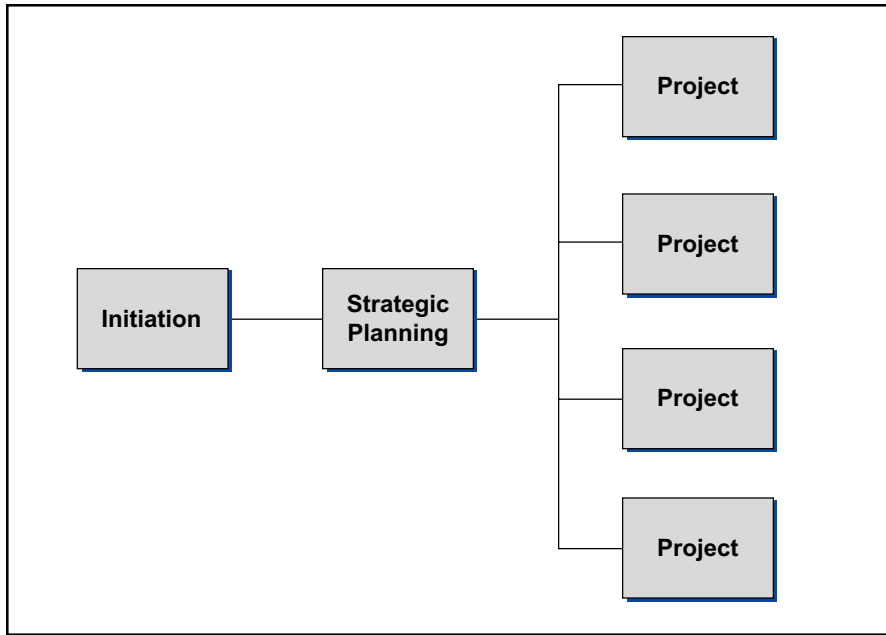 Project
Project
Initiation
Strategic
Planning
Project
Project